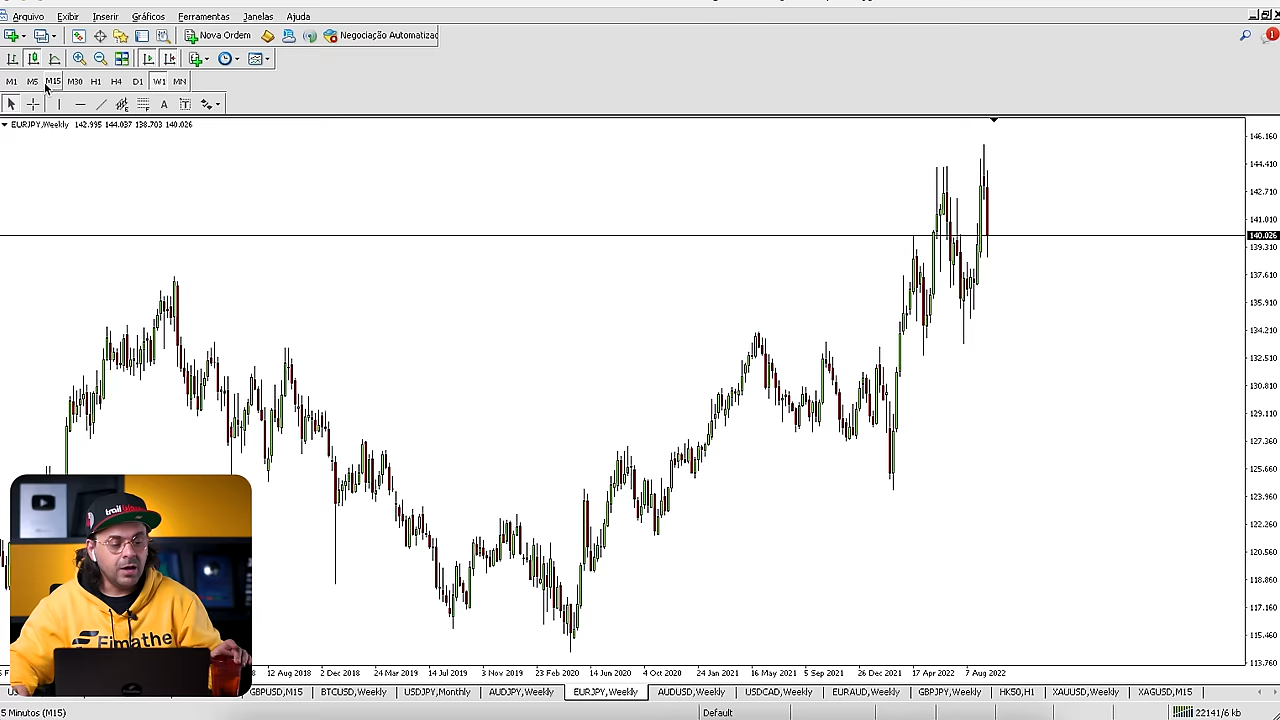 Arquivo Exibir Inserir Gráficos Ferramentas Janelas Ajuda
Nova Ordem Negociação Automatizac 1
M1 M5 M15 M30 H1 H4 D1 W1 MN
A T
EURJPY,Weekly 142.995 144.037 138.703 140.026
146.160
144.410
142.710
141.010
140.026
139.310
137.610
135.910
134.210
132.510
130.810
129.110
127.360
125.660
123.960
122.260
120.560
118.860
117.160
115.460
113.760
Fimathe
12 Aug 2018 2 Dec 2018 24 Mar 2019 14 Jul 2019 3 Nov 2019 23 Feb 2020 14 Jun 2020 4 Oct 2020 24 Jan 2021 16 May 2021 5 Sep 2021 26 Dec 2021 17 Apr 2022 7 Aug 2022
GBPUSD,M15 BTCUSD,Weekly USDJPY,Monthly AUDJPY,Weekly EURJPY,Weekly AUDUSD,Weekly USDCAD,Weekly EURAUD,Weekly GBPJPY,Weekly HK50,H1 XAUUSD,Weekly XAGUSD,M15
5 Minutos (M15) Default 22141/6 kb